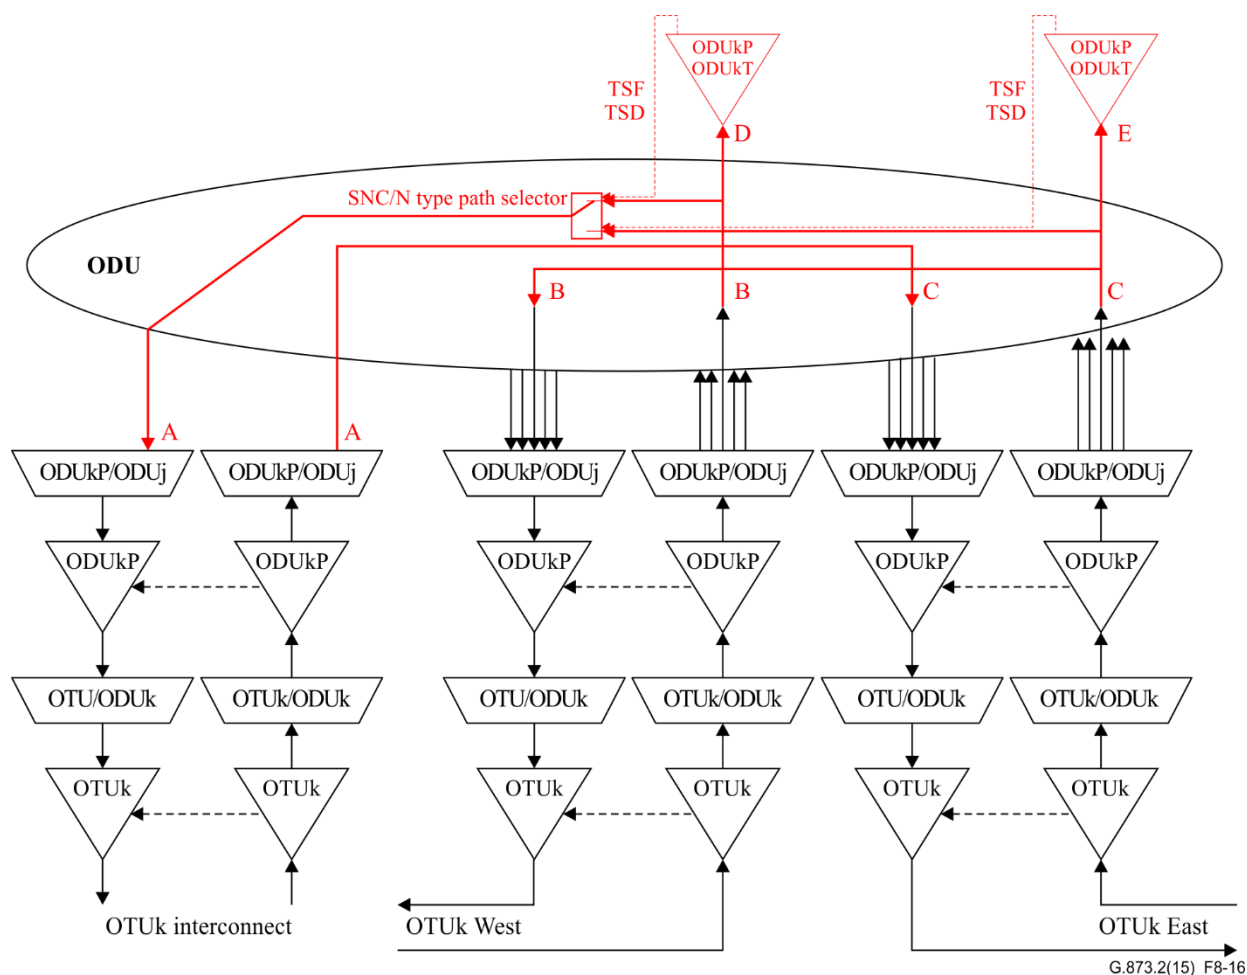 ODUkP
ODUkT
ODUkP
ODUkT
TSF
TSD
TSF
TSD
D
E
SNC/N type path selector
ODU
B
B
C
C
A
A
ODUkP/ODUj
ODUkP/ODUj
ODUkP/ODUj
ODUkP/ODUj
ODUkP/ODUj
ODUkP/ODUj
ODUkP
ODUkP
ODUkP
ODUkP
ODUkP
ODUkP
OTU/ODUk
OTUk/ODUk
OTU/ODUk
OTUk/ODUk
OTU/ODUk
OTUk/ODUk
OTUk
OTUk
OTUk
OTUk
OTUk
OTUk
OTUk interconnect
OTUk West
OTUk East
G.873.2(15) F8-16